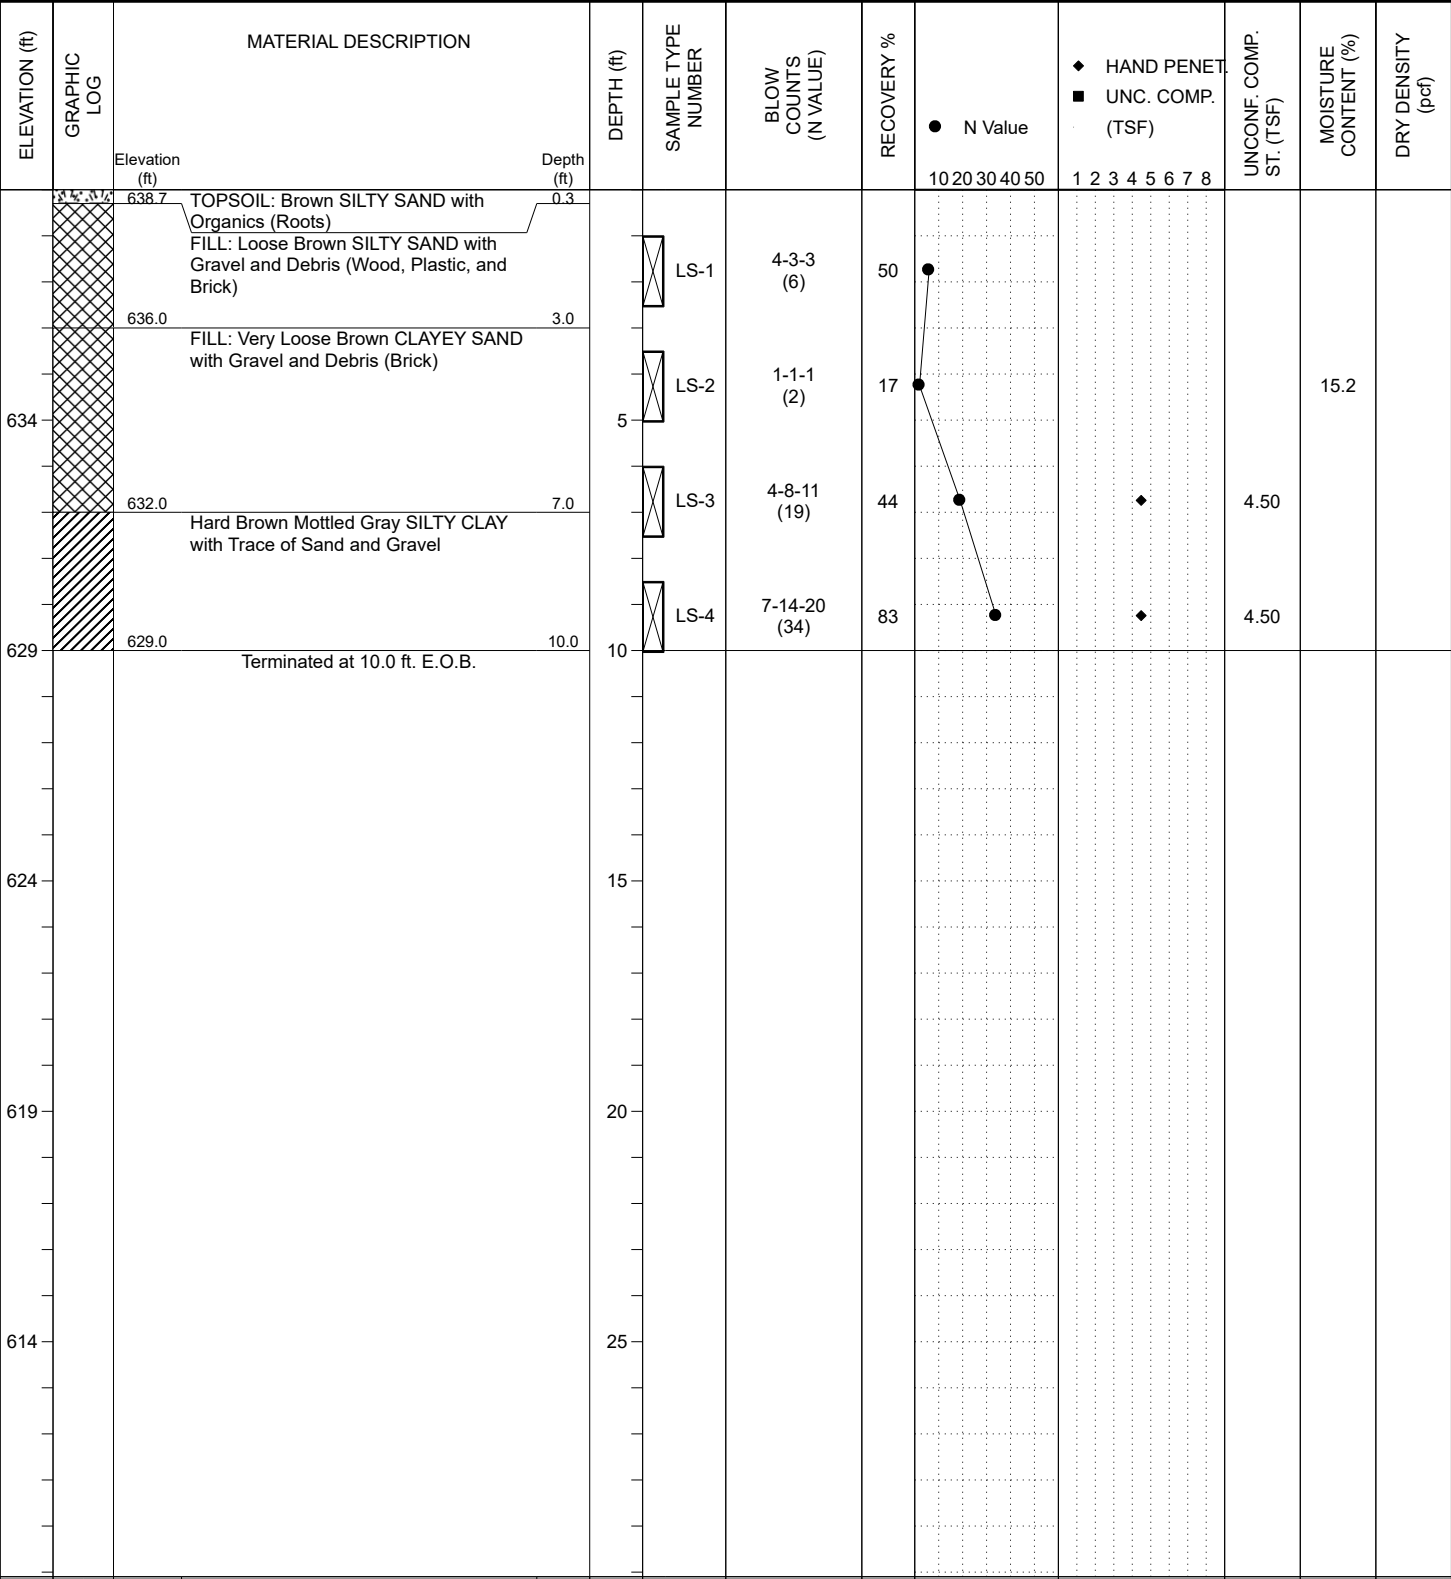 ELEVATION (ft)
GRAPHIC
LOG
MATERIAL DESCRIPTION
Elevation
(ft)
Depth
(ft)
DEPTH (ft)
SAMPLE TYPE
NUMBER
BLOW
COUNTS
(N VALUE)
RECOVERY %
N Value
10 20 30 40 50
HAND PENET.
UNC. COMP.
(TSF)
1 2 3 4 5 6 7 8
UNCONF. COMP.
ST. (TSF)
MOISTURE
CONTENT (%)
DRY DENSITY
(pcf)
638.7
TOPSOIL: Brown SILTY SAND with
Organics (Roots)
0.3
FILL: Loose Brown SILTY SAND with
Gravel and Debris (Wood, Plastic, and
Brick)
LS-1
4-3-3
(6)
50
636.0
3.0
FILL: Very Loose Brown CLAYEY SAND
with Gravel and Debris (Brick)
LS-2
1-1-1
(2)
17
15.2
634
5
LS-3
4-8-11
(19)
44
4.50
632.0
7.0
Hard Brown Mottled Gray SILTY CLAY
with Trace of Sand and Gravel
LS-4
7-14-20
(34)
83
4.50
629.0
10.0
629
10
Terminated at 10.0 ft. E.O.B.
624
15
619
20
614
25